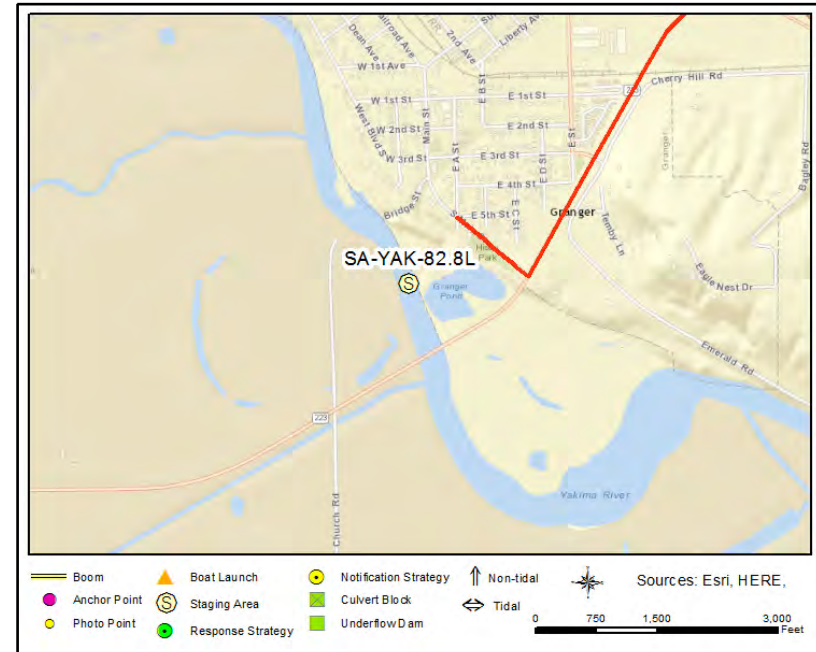 Dean Ave
Railroad Ave
2nd Ave
Liberty Ave
W 1st Ave
E B St
Cherry Hill Rd
223
W 1st St
E 1st St
West Blvd S
Main St
W 2nd St
E 2nd St
E St
Granger
Bagley Rd
W 3rd St
E 3rd St
E A St
E D St
E 4th St
Bridge St
E 5th St
E C St
Granger
Temby Ln
Park
SA-YAK-82.8L
S
Granger
Pond
Eagle Nest Dr
Emerald Rd
223
Church Rd
Yakima River
Boom
Boat Launch
Notification Strategy
Non-tidal
Sources: Esri, HERE,
Anchor Point
S
Staging Area
Culvert Block
Tidal
Photo Point
Response Strategy
Underflow Dam
0 750 1,500 3,000
Feet